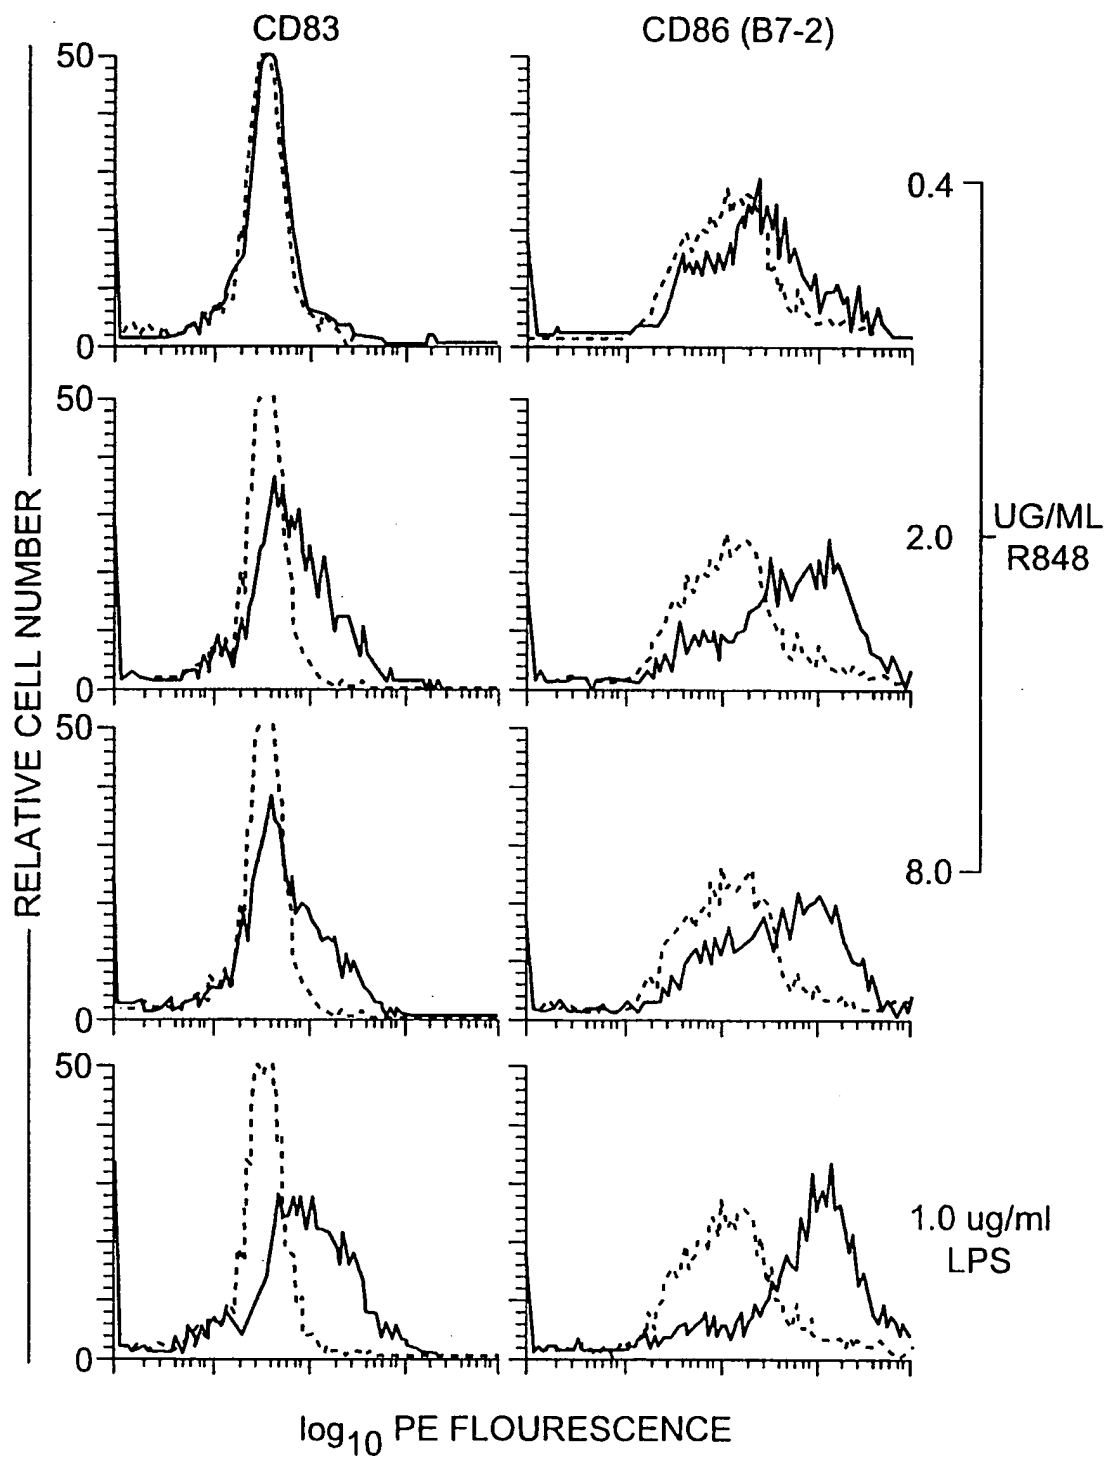 CD83
CD86 (B7-2)
RELATIVE CELL NUMBER
50
0
0.4
50
0
2.0
UG/ML
R848
50
0
8.0
50
0
1.0 ug/ml
LPS
log10 PE FLOURESCENCE